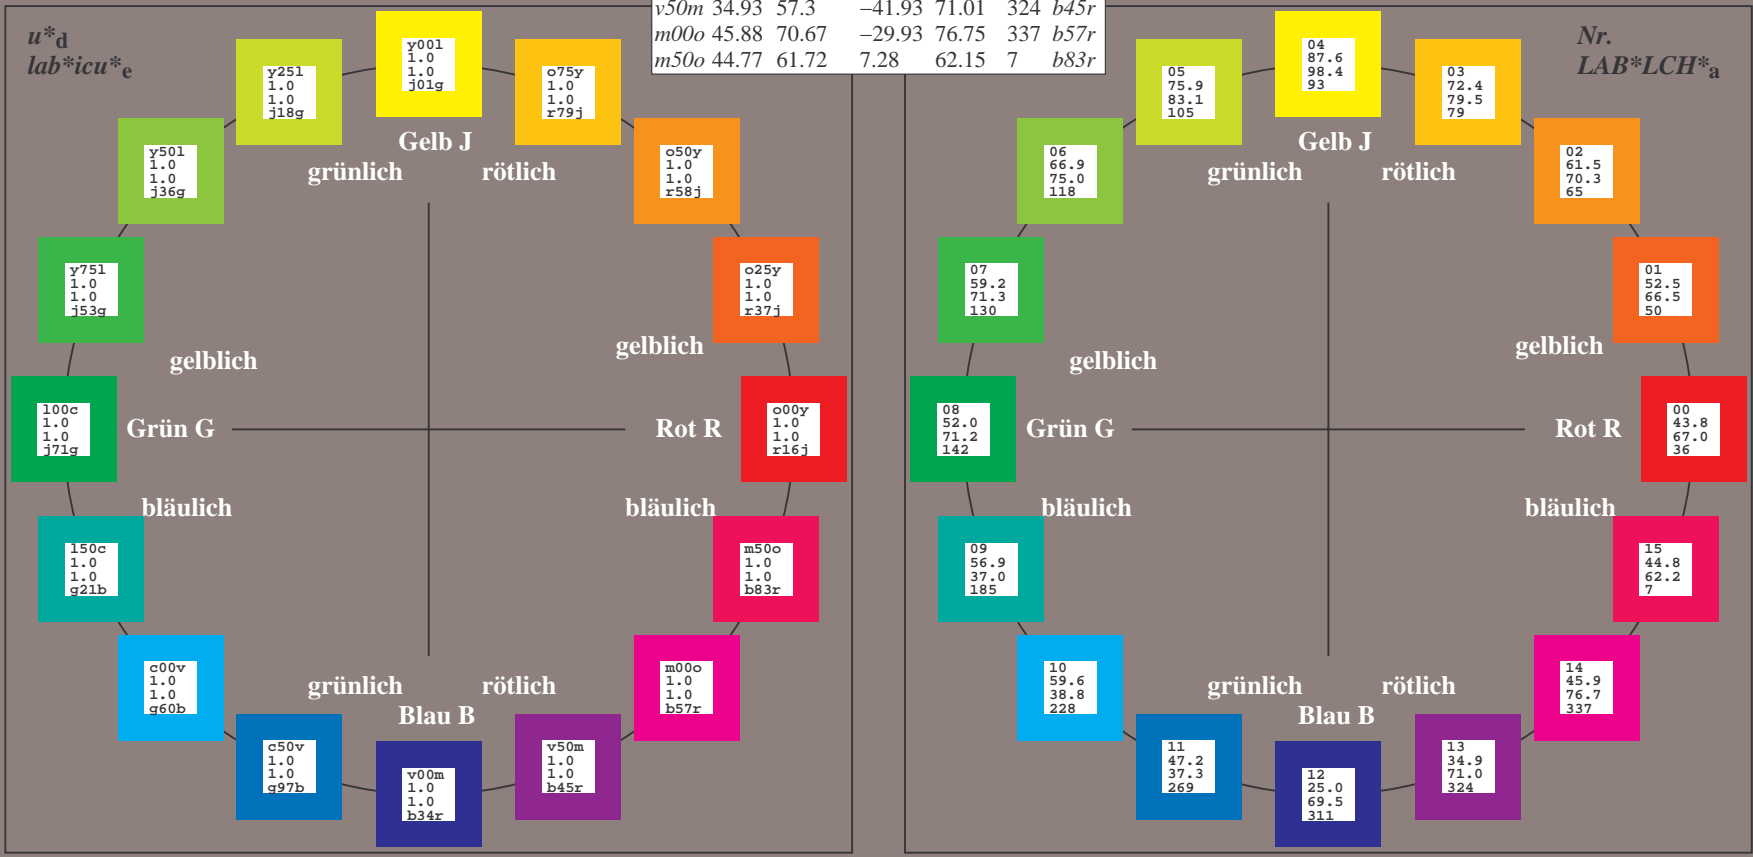 v50m 34.93 57.3 −41.93 71.01 324 b45r
m00o 45.88 70.67 −29.93 76.75 337 b57r
m50o 44.77 61.72 7.28 62.15 7 b83r
u*d
lab*icu*e
y00l
1.0
1.0
j01g
y25l
1.0
1.0
j18g
o75y
1.0
1.0
r79j
Gelb J
grünlich rötlich
y50l
1.0
1.0
j36g
o50y
1.0
1.0
r58j
y75l
1.0
1.0
j53g
o25y
1.0
1.0
r37j
gelblich
gelblich
l00c
1.0
1.0
j71g
Grün G
Rot R
o00y
1.0
1.0
r16j
bläulich
bläulich
l50c
1.0
1.0
g21b
m50o
1.0
1.0
b83r
c00v
1.0
1.0
g60b
m00o
1.0
1.0
b57r
grünlich rötlich
Blau B
c50v
1.0
1.0
g97b
v00m
1.0
1.0
b34r
v50m
1.0
1.0
b45r
Nr.
LAB*LCH*a
04
87.6
98.4
93
05
75.9
83.1
105
03
72.4
79.5
79
Gelb J
grünlich rötlich
06
66.9
75.0
118
02
61.5
70.3
65
07
59.2
71.3
130
01
52.5
66.5
50
gelblich
gelblich
08
52.0
71.2
142
Grün G
Rot R
00
43.8
67.0
36
bläulich
bläulich
09
56.9
37.0
185
15
44.8
62.2
7
10
59.6
38.8
228
14
45.9
76.7
337
grünlich rötlich
Blau B
11
47.2
37.3
269
12
25.0
69.5
311
13
34.9
71.0
324